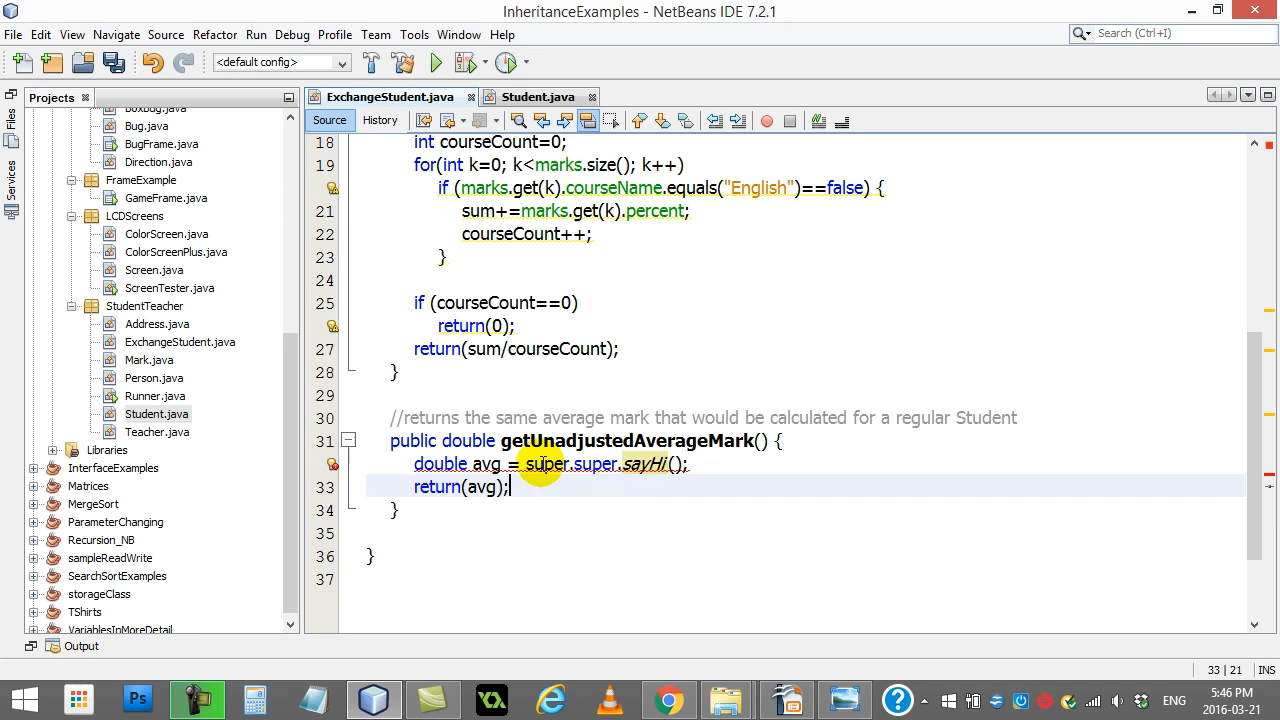 InheritanceExamples - NetBeans IDE 7.2.1
File Edit View Navigate Source Refactor Run Debug Profile Team Tools Window Help
Search (Ctrl+I)
<default config>
Projects
ExchangeStudent.java
Student.java
Source History
Files
Services
BoxBug.java
Bug.java
BugFrame.java
Direction.java
FrameExample
GameFrame.java
LCDScreens
ColorScreen.java
ColorScreenPlus.java
Screen.java
ScreenTester.java
StudentTeacher
Address.java
ExchangeStudent.java
Mark.java
Person.java
Runner.java
Student.java
Teacher.java
Libraries
InterfaceExamples
Matrices
MergeSort
ParameterChanging
Recursion_NB
sampleReadWrite
SearchSortExamples
storageClass
TShirts
VariablesInMoreDetail
18 int courseCount=0;
19 for(int k=0; k<marks.size(); k++)
if (marks.get(k).courseName.equals("English")==false) {
21 sum+=marks.get(k).percent;
22 courseCount++;
23 }
24
25 if (courseCount==0)
return(0);
27 return(sum/courseCount);
28 }
29
30 //returns the same average mark that would be calculated for a regular Student
31 public double getUnadjustedAverageMark() {
double avg = super.super.sayHi();
33 return(avg);
34 }
35
36 }
37
Output
33 | 21 INS
Ps
ENG
5:46 PM
2016-03-21